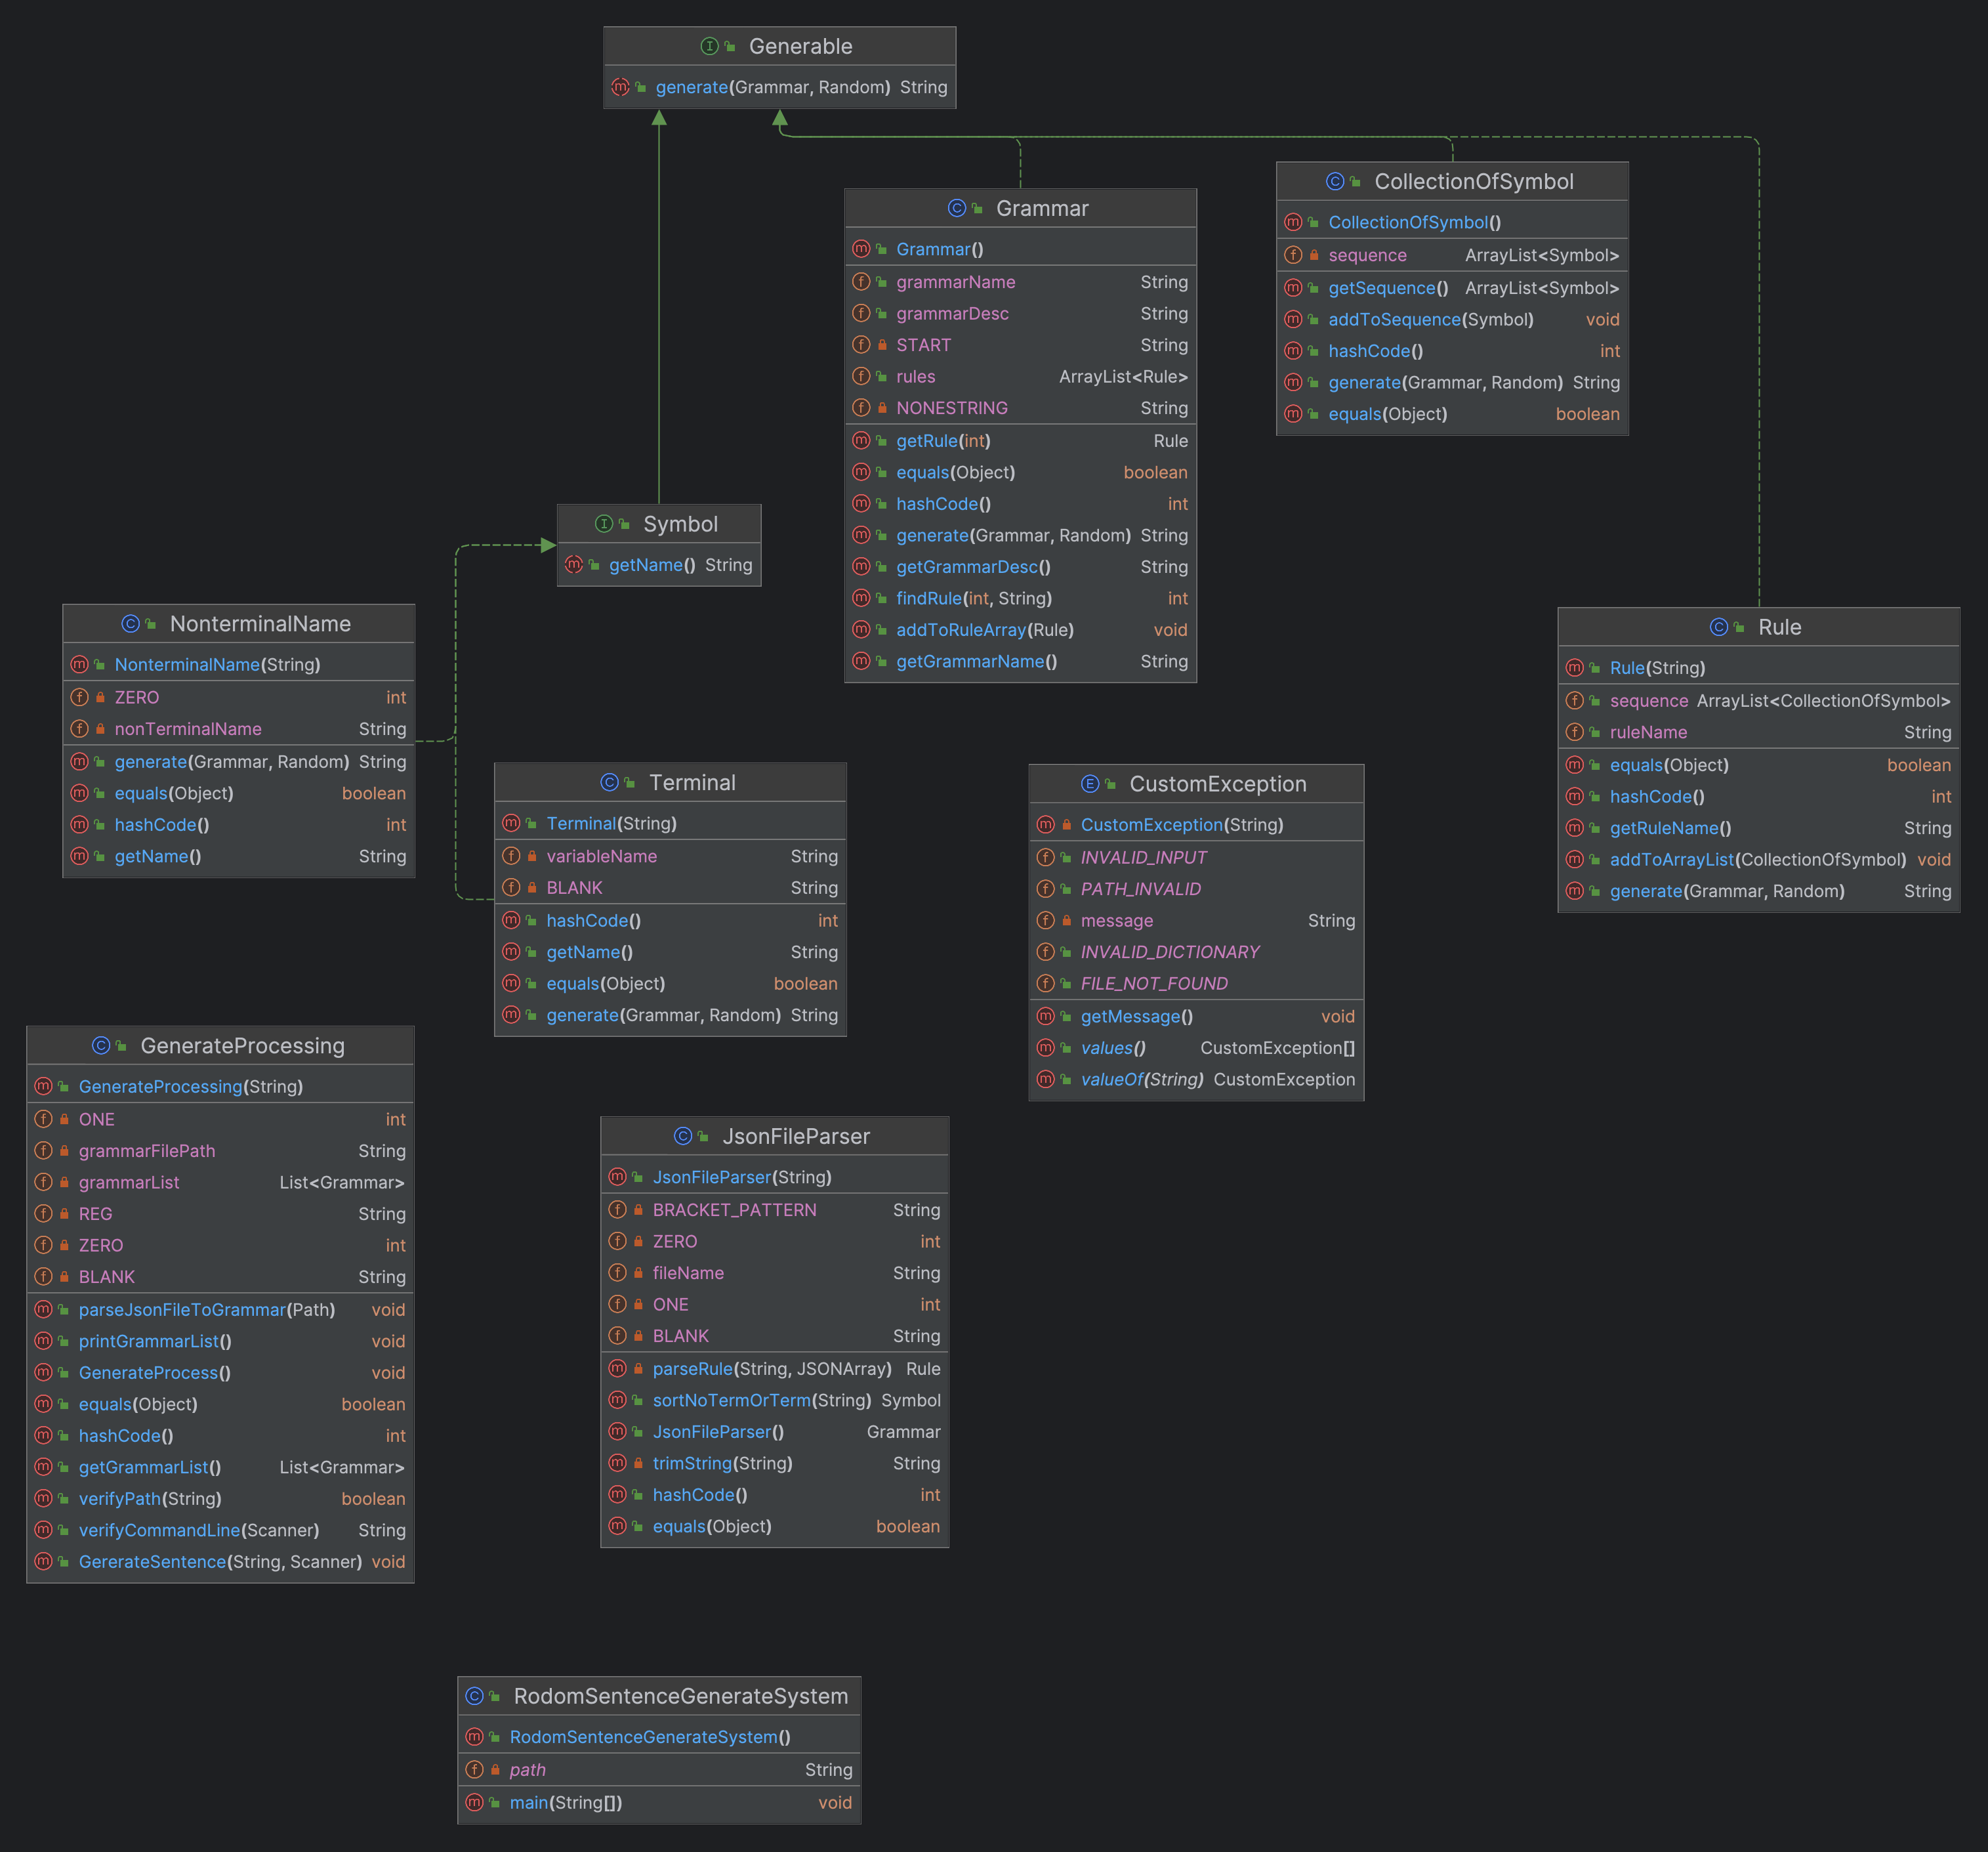 Generable
generate(Grammar, Random) String
Grammar
Grammar()
grammarName String
grammarDesc String
START String
rules ArrayList<Rule>
NONESTRING String
getRule(int) Rule
equals(Object) boolean
hashCode() int
generate(Grammar, Random) String
getGrammarDesc() String
findRule(int, String) int
addToRuleArray(Rule) void
getGrammarName() String
CollectionOfSymbol
CollectionOfSymbol()
sequence ArrayList<Symbol>
getSequence() ArrayList<Symbol>
addToSequence(Symbol) void
hashCode() int
generate(Grammar, Random) String
equals(Object) boolean
Symbol
getName() String
NonterminalName
NonterminalName(String)
ZERO int
nonTerminalName String
generate(Grammar, Random) String
equals(Object) boolean
hashCode() int
getName() String
Rule
Rule(String)
sequence ArrayList<CollectionOfSymbol>
ruleName String
equals(Object) boolean
hashCode() int
getRuleName() String
addToArrayList(CollectionOfSymbol) void
generate(Grammar, Random) String
Terminal
Terminal(String)
variableName String
BLANK String
hashCode() int
getName() String
equals(Object) boolean
generate(Grammar, Random) String
CustomException
CustomException(String)
INVALID_INPUT
PATH_INVALID
message String
INVALID_DICTIONARY
FILE_NOT_FOUND
getMessage() void
values() CustomException[]
valueOf(String) CustomException
GenerateProcessing
GenerateProcessing(String)
ONE int
grammarFilePath String
grammarList List<Grammar>
REG String
ZERO int
BLANK String
parseJsonFileToGrammar(Path) void
printGrammarList() void
GenerateProcess() void
equals(Object) boolean
hashCode() int
getGrammarList() List<Grammar>
verifyPath(String) boolean
verifyCommandLine(Scanner) String
GererateSentence(String, Scanner) void
JsonFileParser
JsonFileParser(String)
BRACKET_PATTERN String
ZERO int
fileName String
ONE int
BLANK String
parseRule(String, JSONArray) Rule
sortNoTermOrTerm(String) Symbol
JsonFileParser() Grammar
trimString(String) String
hashCode() int
equals(Object) boolean
RodomSentenceGenerateSystem
RodomSentenceGenerateSystem()
path String
main(String[]) void